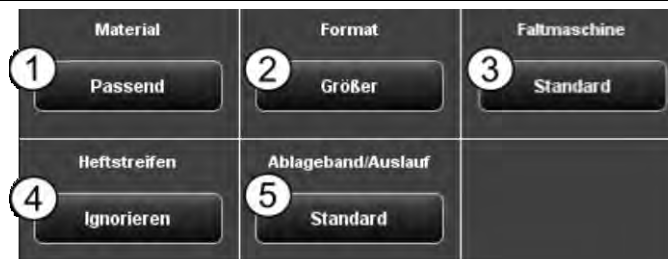 Material Format Faltmaschine
1 Passend 2 Größer 3 Standard
Heftstreifen Ablageband/Auslauf
4 Ignorieren 5 Standard